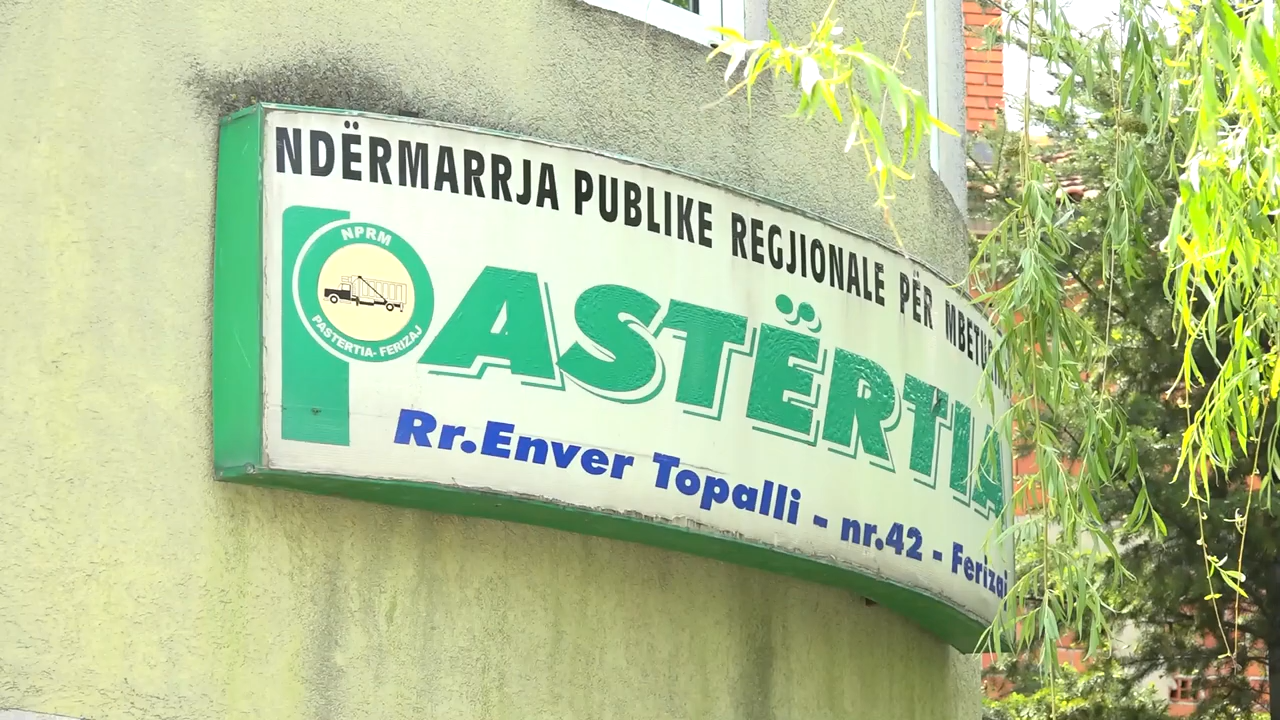 NDËRMARRJA PUBLIKE REGJIONALE PËR
NPRM
PASTERTIA-FERIZAJ
PASTËRTIA
Rr.Enver Topalli - nr.42 - Ferizaj